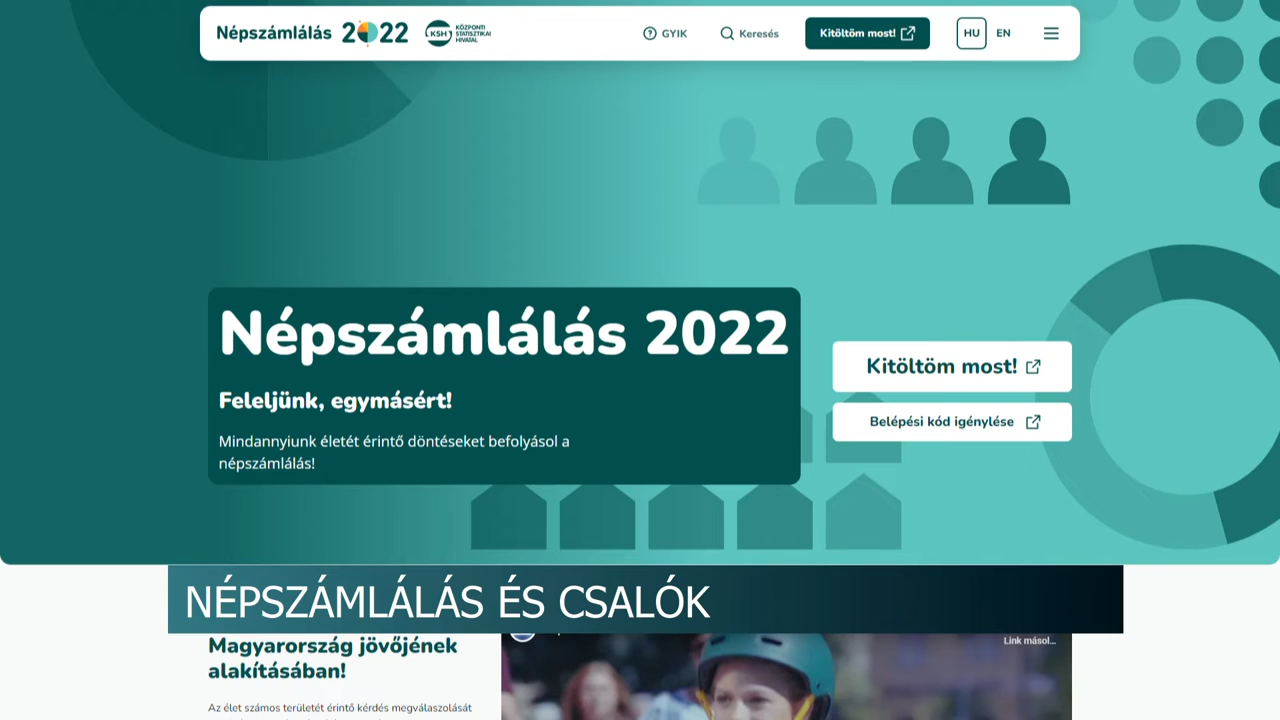 Népszámlálás 2022
KSH
KÖZPONTI
STATISZTIKAI
HIVATAL
GYIK
Keresés
Kitöltöm most!
HU
EN
Népszámlálás 2022
Feleljünk, egymásért!
Mindannyiunk életét érintő döntéseket befolyásol a
népszámlálás!
Kitöltöm most!
Belépési kód igénylése
NÉPSZÁMLÁLÁS ÉS CSALÓK
Magyarország jövőjének
alakításában!
Link másol...
Az élet számos területét érintő kérdés megválaszolását